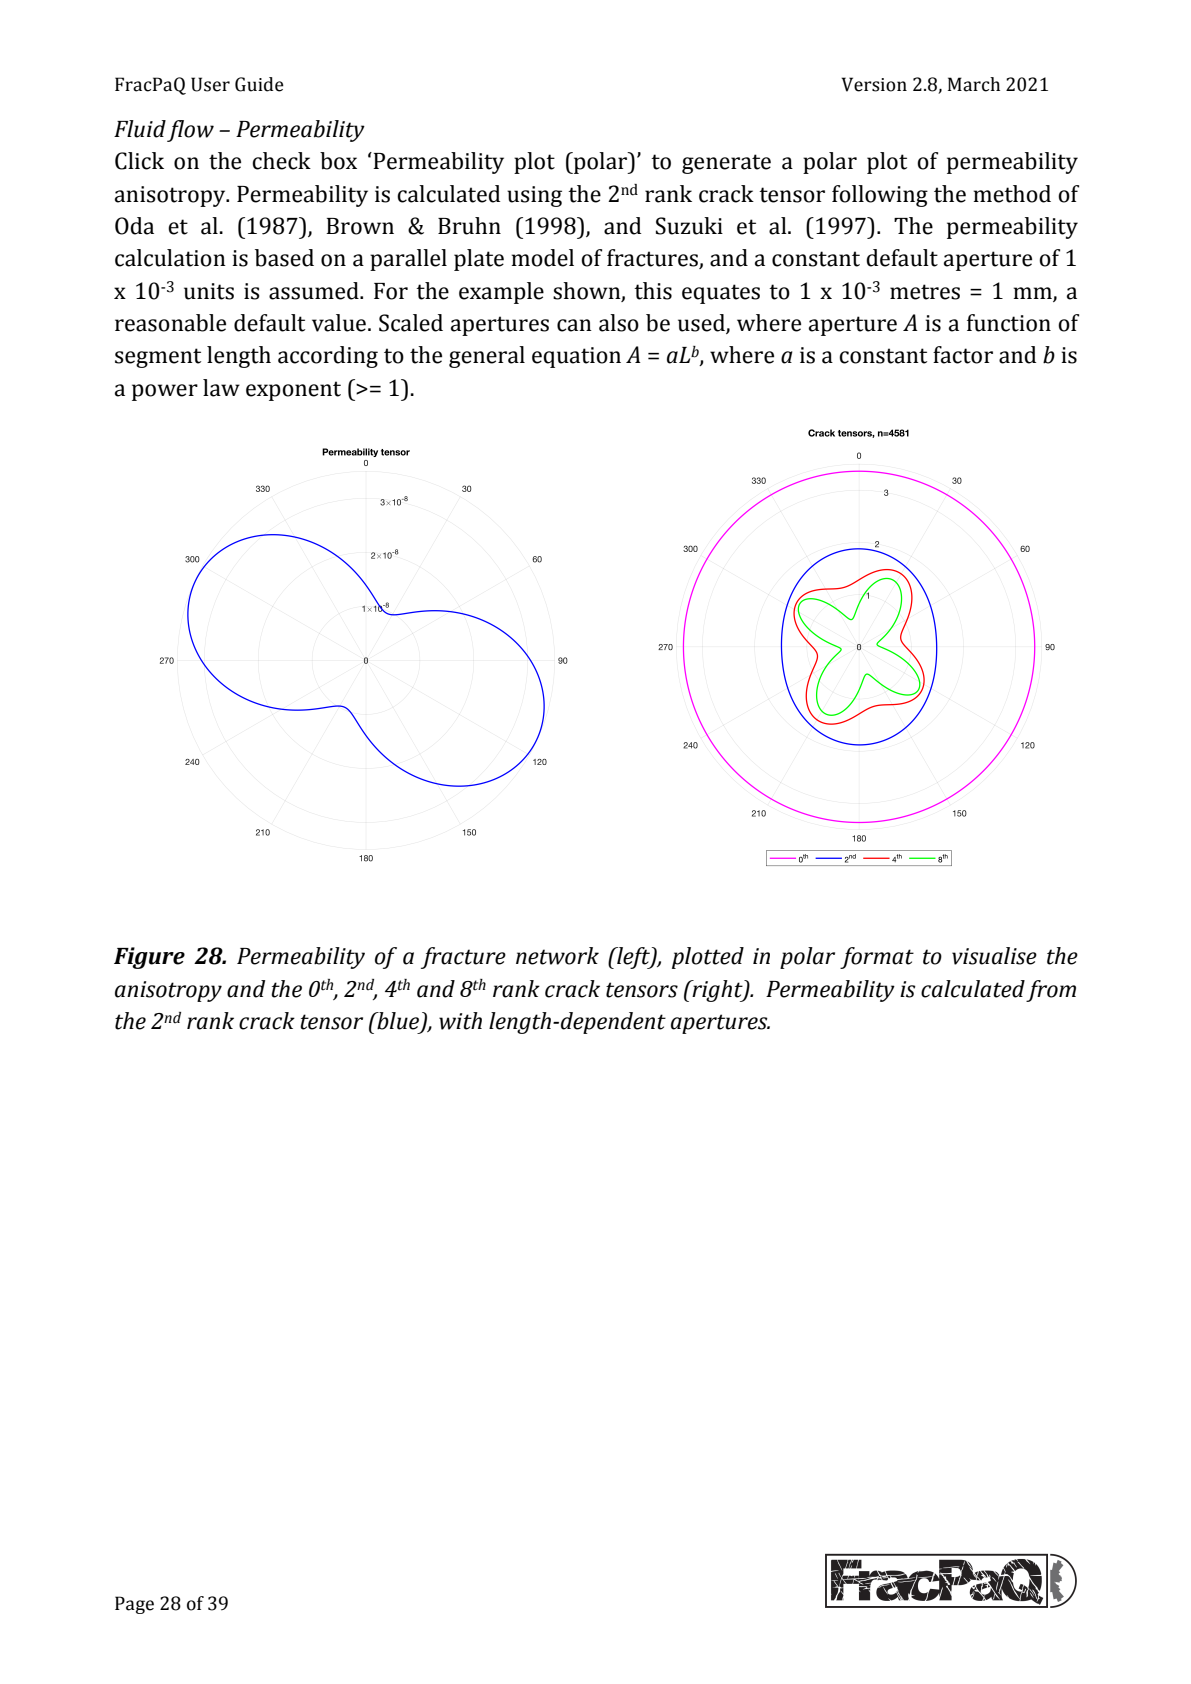 FracPaQ User Guide Version 2.8, March 2021
Fluid flow – Permeability
Click on the check box ‘Permeability plot (polar)’ to generate a polar plot of permeability
anisotropy. Permeability is calculated using the 2nd rank crack tensor following the method of
Oda et al. (1987), Brown & Bruhn (1998), and Suzuki et al. (1997). The permeability
calculation is based on a parallel plate model of fractures, and a constant default aperture of 1
x 10-3 units is assumed. For the example shown, this equates to 1 x 10-3 metres = 1 mm, a
reasonable default value. Scaled apertures can also be used, where aperture A is a function of
segment length according to the general equation A = aLb, where a is a constant factor and b is
a power law exponent (>= 1).
Permeability tensor
0
330
30
3×10-8
300
2×10-8
60
1×10-8
270
0
90
240
120
210
150
180
Crack tensors, n=4581
0
330
30
3
300
2
60
1
270
0
90
240
120
210
150
180
0th 2nd 4th 8th
Figure 28. Permeability of a fracture network (left), plotted in polar format to visualise the
anisotropy and the 0th, 2nd, 4th and 8th rank crack tensors (right). Permeability is calculated from
the 2nd rank crack tensor (blue), with length-dependent apertures.
FracPaQ
Page 28 of 39